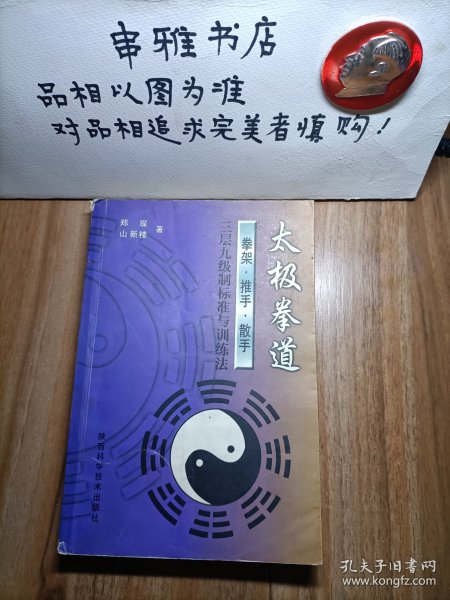 串雅书店
品相以图为准
对品相追求完美者慎购!
郑琛
山新楼 著
太极拳道
拳架·推手·散手
三层九级制标准与训练法
陕西科学技术出版社
孔夫子旧书网
www.kongfz.com